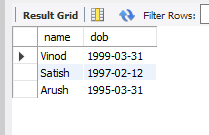 Result Grid Filter Rows:
name dob
Vinod 1999-03-31
Satish 1997-02-12
Arush 1995-03-31